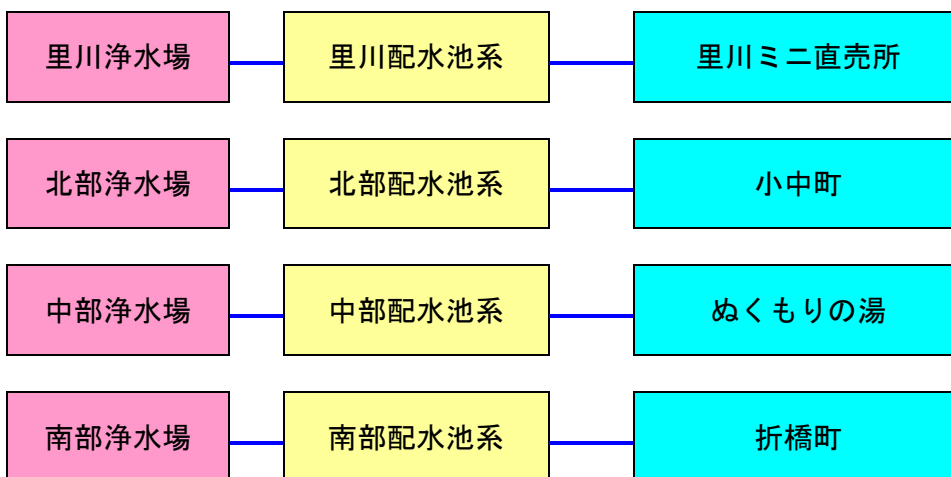 里川浄水場 里川配水池系 里川ミニ直売所
北部浄水場 北部配水池系 小中町
中部浄水場 中部配水池系 ぬくもりの湯
南部浄水場 南部配水池系 折橋町